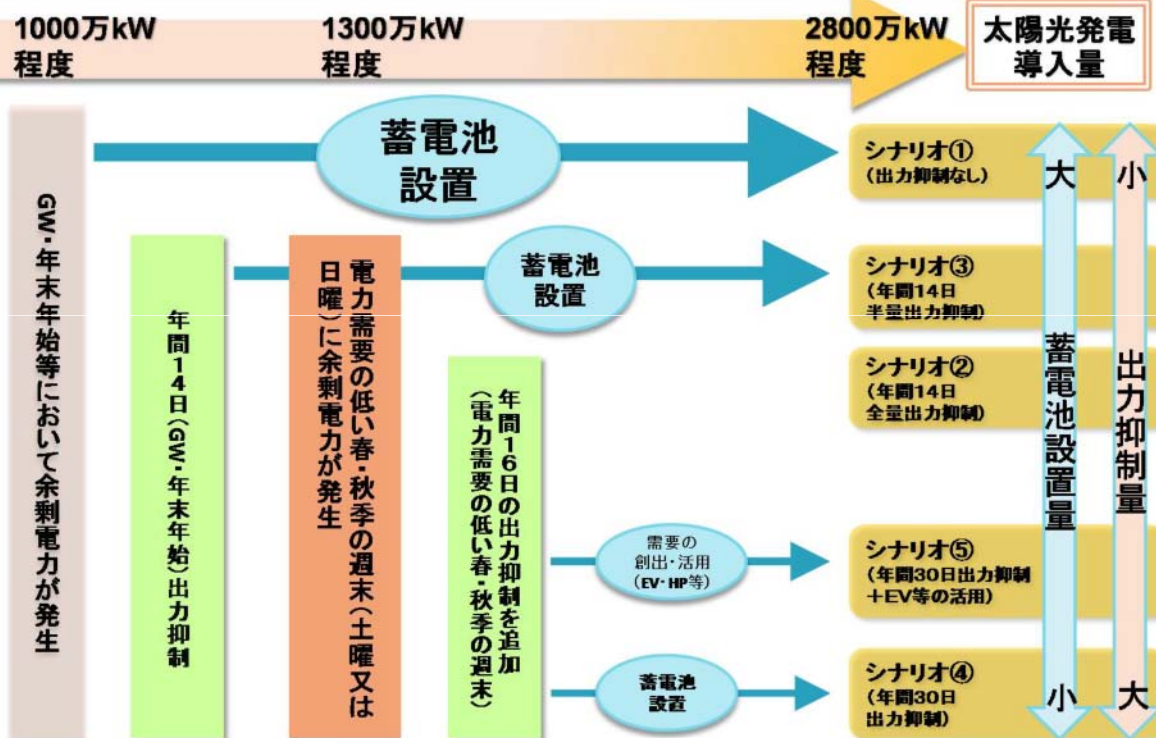 1000万kW
程度
1300万kW
程度
2800万kW
程度
太陽光発電
導入量
GW・年末年始等において余剰電力が発生
蓄電池
設置
シナリオ①
(出力抑制なし)
年間14日(GW・年末年始)出力抑制
電力需要の低い春・秋季の週末(土曜又は
日曜)に余剰電力が発生
蓄電池
設置
シナリオ③
(年間14日
半量出力抑制)
シナリオ②
(年間14日
全量出力抑制)
年間16日の出力抑制を追加
(電力需要の低い春・秋季の週末)
需要の
創出・活用
(EV・HP等)
シナリオ⑤
(年間30日出力抑制
+EV等の活用)
蓄電池
設置
シナリオ④
(年間30日
出力抑制)
大
蓄電池設置量
小
小
出力抑制量
大